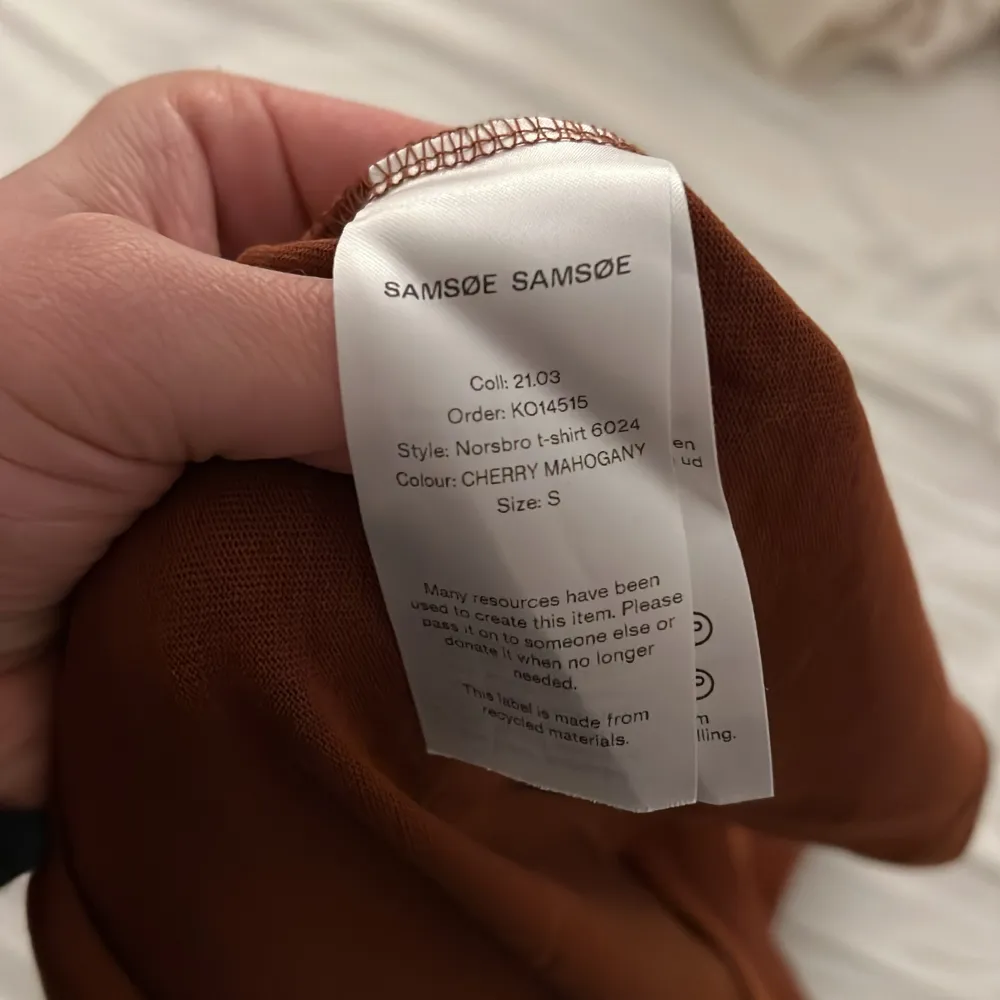 SAMSØE SAMSØE
Coll: 21.03
Order: KO14515
Style: Norsbro t-shirt 6024
Colour: CHERRY MAHOGANY
Size: S
Many resources have been
used to create this item. Please
pass it on to someone else or
donate it when no longer
needed.
This label is made from
recycled materials.
en
ud